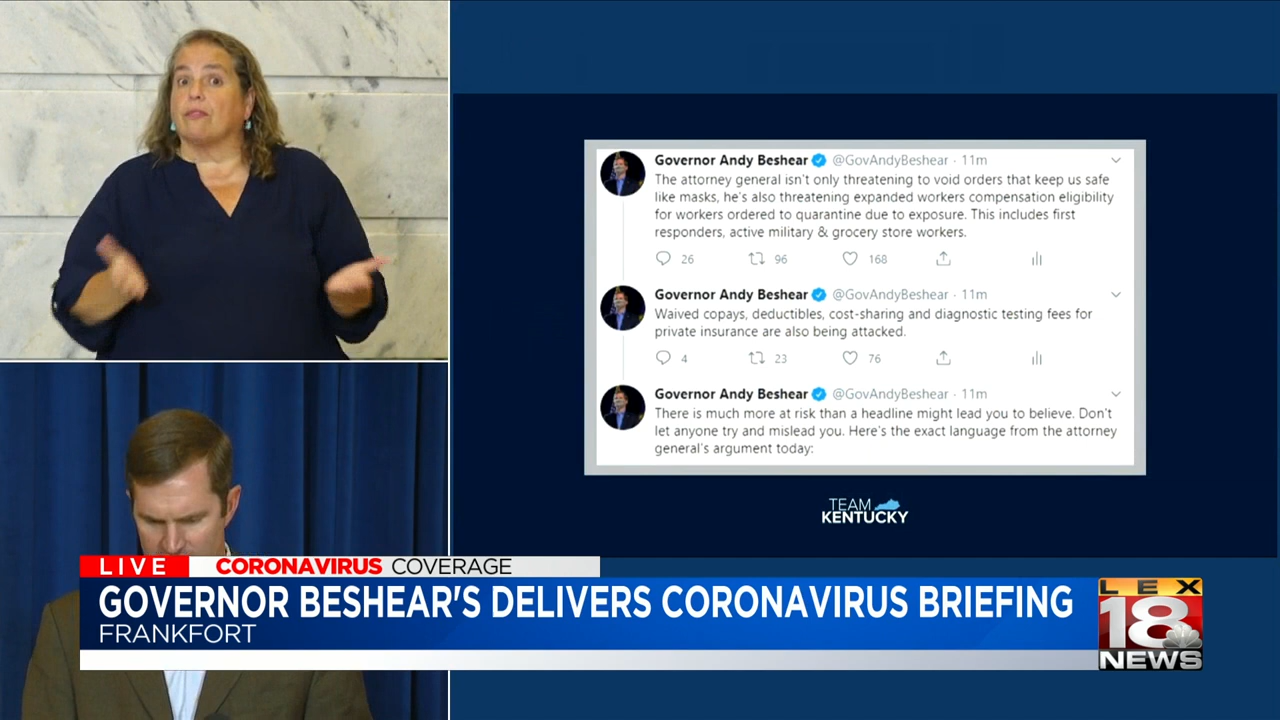 Governor Andy Beshear @GovAndyBeshear · 11m
The attorney general isn't only threatening to void orders that keep us safe
like masks, he's also threatening expanded workers compensation eligibility
for workers ordered to quarantine due to exposure. This includes first
responders, active military & grocery store workers.
26 96 168
Governor Andy Beshear @GovAndyBeshear · 11m
Waived copays, deductibles, cost-sharing and diagnostic testing fees for
private insurance are also being attacked.
4 23 76
Governor Andy Beshear @GovAndyBeshear · 11m
There is much more at risk than a headline might lead you to believe. Don't
let anyone try and mislead you. Here's the exact language from the attorney
general's argument today:
TEAM
KENTUCKY
LIVE CORONAVIRUS COVERAGE
GOVERNOR BESHEAR'S DELIVERS CORONAVIRUS BRIEFING
FRANKFORT
LEX
18
NEWS